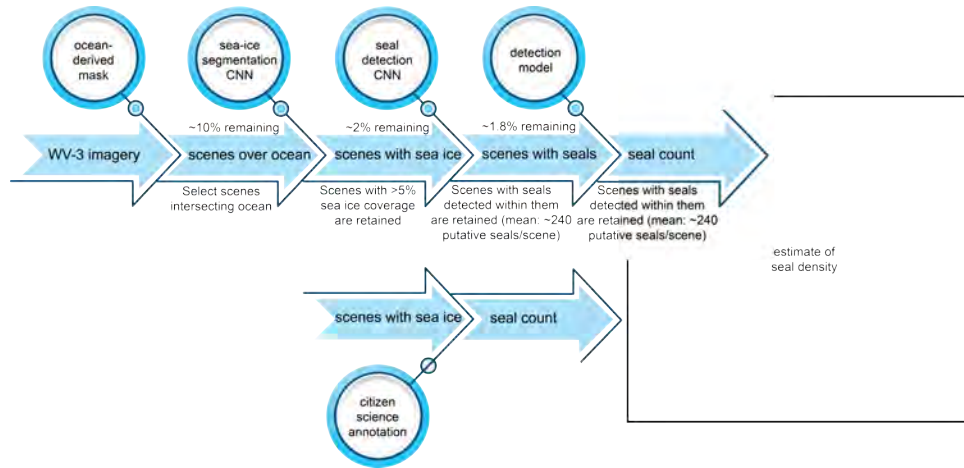 ocean-
derived
mask
sea-ice
segmentation
CNN
seal
detection
CNN
detection
model
~10% remaining
~2% remaining
~1.8% remaining
WV-3 imagery
scenes over ocean
scenes with sea ice
scenes with seals
seal count
Select scenes
intersecting ocean
Scenes with >5%
sea ice coverage
are retained
Scenes with seals
detected within them
are retained (mean: ~240
putative seals/scene)
Scenes with seals
detected within them
are retained (mean: ~240
putative seals/scene)
estimate of
seal density
scenes with sea ice
seal count
citizen
science
annotation